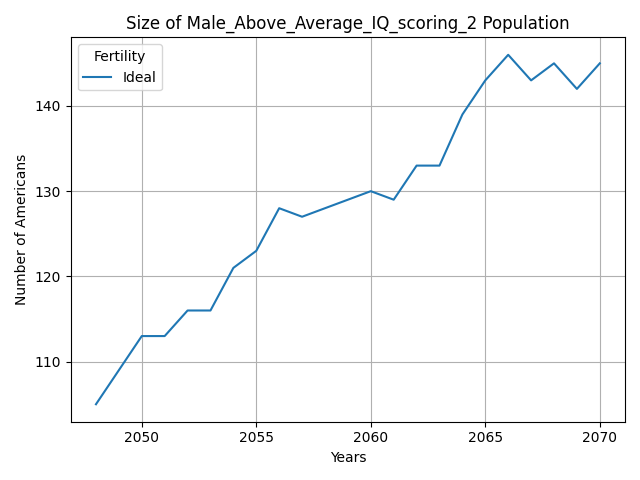 Size of Male_Above_Average_IQ_scoring_2 Population
Fertility
Ideal
Number of Americans
140
130
120
110
2050 2055 2060 2065 2070
Years